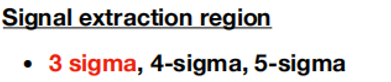 Signal extraction region
• 3 sigma, 4-sigma, 5-sigma